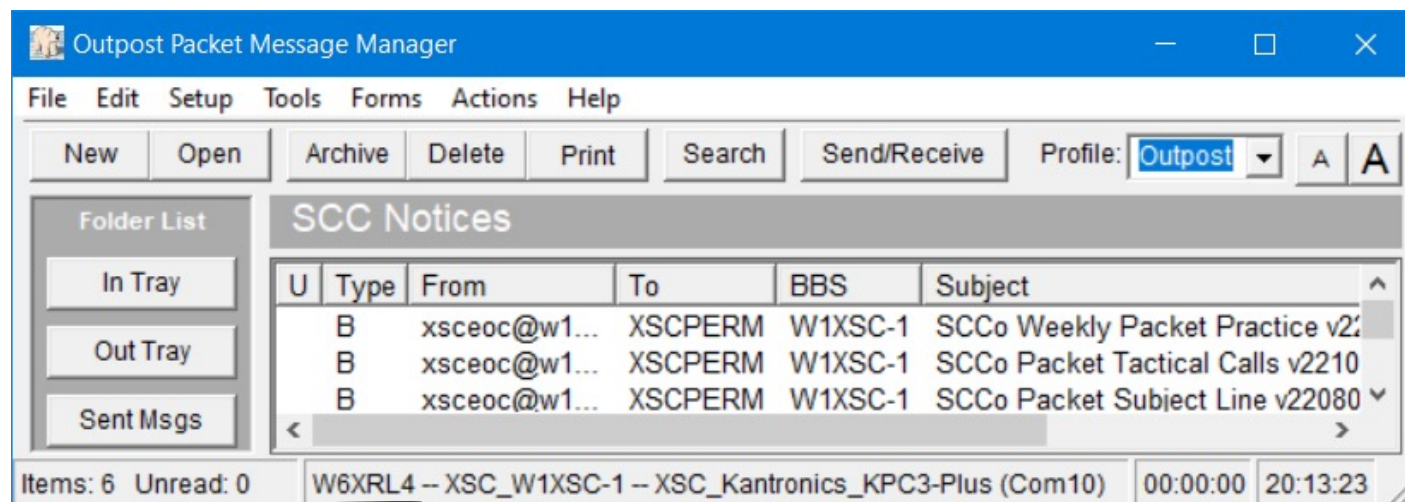 Outpost Packet Message Manager
File Edit Setup Tools Forms Actions Help
New Open Archive Delete Print Search Send/Receive Profile: Outpost A A
Folder List SCC Notices
In Tray
Out Tray
Sent Msgs
U Type From To BBS Subject
B xsceoc@w1... XSCPERM W1XSC-1 SCCo Weekly Packet Practice v22
B xsceoc@w1... XSCPERM W1XSC-1 SCCo Packet Tactical Calls v2210
B xsceoc@w1... XSCPERM W1XSC-1 SCCo Packet Subject Line v22080
Items: 6 Unread: 0 W6XRL4 -- XSC_W1XSC-1 -- XSC_Kantronics_KPC3-Plus (Com10) 00:00:00 20:13:23